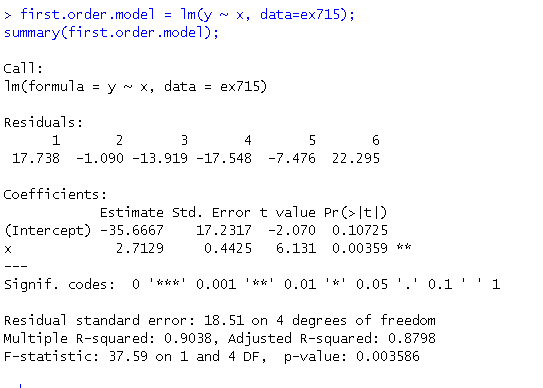 > first.order.model = lm(y ~ x, data=ex715);
summary(first.order.model);
Call:
lm(formula = y ~ x, data = ex715)
Residuals:
1 2 3 4 5 6
17.738 -1.090 -13.919 -17.548 -7.476 22.295
Coefficients:
Estimate Std. Error t value Pr(>|t|)
(Intercept) -35.6667 17.2317 -2.070 0.10725
x 2.7129 0.4425 6.131 0.00359 **
---
Signif. codes: 0 '***' 0.001 '**' 0.01 '*' 0.05 '.' 0.1 ' ' 1
Residual standard error: 18.51 on 4 degrees of freedom
Multiple R-squared: 0.9038, Adjusted R-squared: 0.8798
F-statistic: 37.59 on 1 and 4 DF, p-value: 0.003586